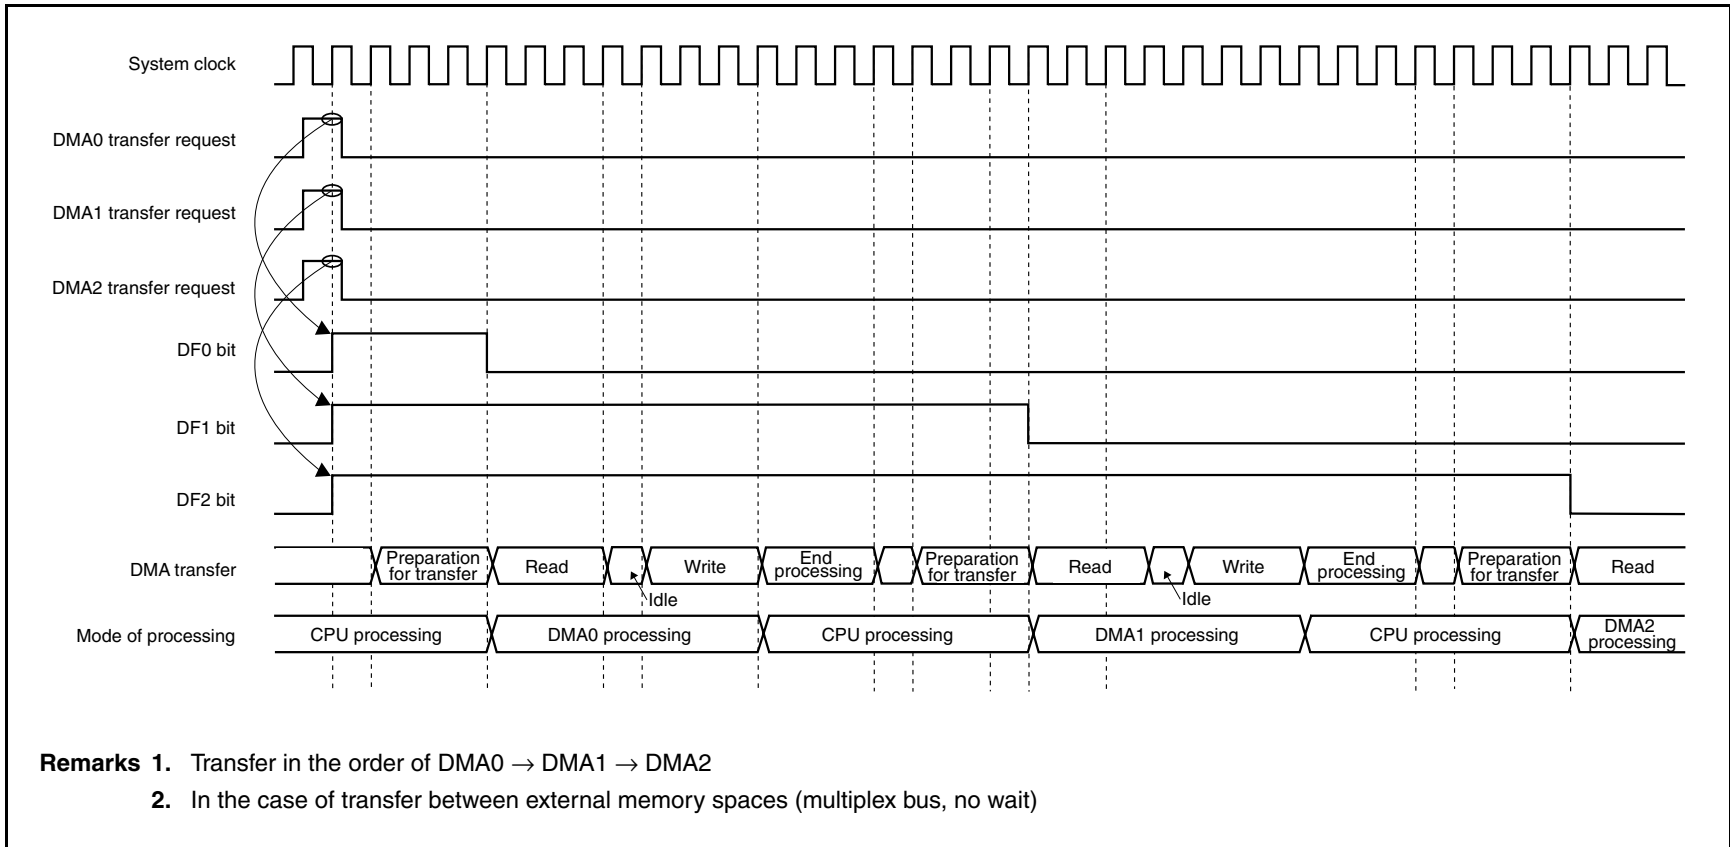 System clock
DMA0 transfer request
DMA1 transfer request
DMA2 transfer request
DF0 bit
DF1 bit
DF2 bit
DMA transfer
Preparation
for transfer
Read
Idle
Write
End
processing
Preparation
for transfer
Read
Idle
Write
End
processing
Preparation
for transfer
Read
Mode of processing
CPU processing
DMA0 processing
CPU processing
DMA1 processing
CPU processing
DMA2
processing
Remarks 1. Transfer in the order of DMA0 → DMA1 → DMA2
2. In the case of transfer between external memory spaces (multiplex bus, no wait)